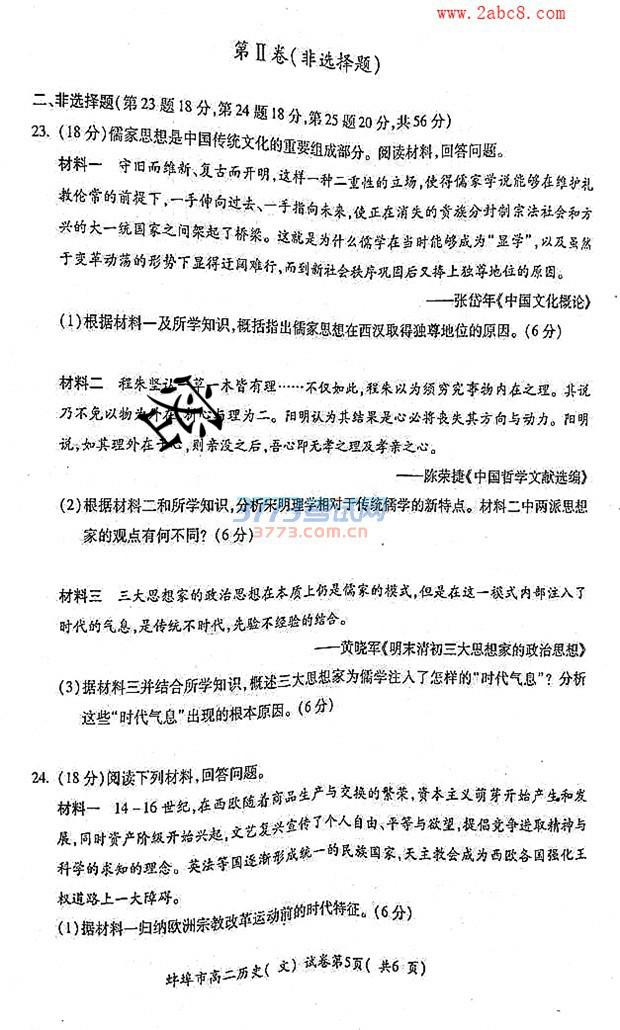 www.2abc8.com
第Ⅱ卷(非选择题)
二、非选择题(第23题18分,第24题18分,第25题20分,共56分)
23. (18分)儒家思想是中国传统文化的重要组成部分。阅读材料,回答问题。
材料一 守旧而维新、复古而开明,这样一种二重性的立场,使得儒家学说能够在维护礼
教伦常的前提下,一手伸向过去、一手指向未来,使正在消失的贵族分封制宗法社会和方
兴的大一统国家之间架起了桥梁。这就是为什么儒学在当时能够成为“显学”,以及虽然
于变革动荡的形势下显得迂阔难行,而到新社会秩序巩固后又捧上独尊地位的原因。
——张岱年《中国文化概论》
(1)根据材料一及所学知识,概括指出儒家思想在西汉取得独尊地位的原因。(6分)
材料二 程朱坚认一草一木皆有理……不仅如此,程朱以为须穷究事物内在之理。其说
乃不免以物为外在,析心与理为二。阳明认为其结果是心必将丧失其方向与动力。阳明
说,如其理外在于心,则亲没之后,吾心即无孝之理及孝亲之心。
——陈荣捷《中国哲学文献选编》
(2)根据材料二和所学知识,分析宋明理学相对于传统儒学的新特点。材料二中两派思想
家的观点有何不同?(6分)
3773考试网
3773.com.cn
材料三 三大思想家的政治思想在本质上仍是儒家的模式,但是在这一模式内部注入了
时代的气息,是传统不时代,先验不经验的结合。
——黄晓军《明末清初三大思想家的政治思想》
(3)据材料三并结合所学知识,概述三大思想家为儒学注入了怎样的“时代气息”?分析
这些“时代气息”出现的根本原因。(6分)
24. (18分)阅读下列材料,回答问题。
材料一 14-16世纪,在西欧随着商品生产与交换的繁荣,资本主义萌芽开始产生和发
展,同时资产阶级开始兴起,文艺复兴宣传了个人自由、平等与欲望,提倡竞争进取精神与
科学的求知的理念。英法等国逐渐形成统一的民族国家,天主教会成为西欧各国强化王
权道路上一大障碍。
(1)据材料一归纳欧洲宗教改革运动前的时代特征。(6分)
蚌埠市高二历史(文)试卷第5页(共6页)